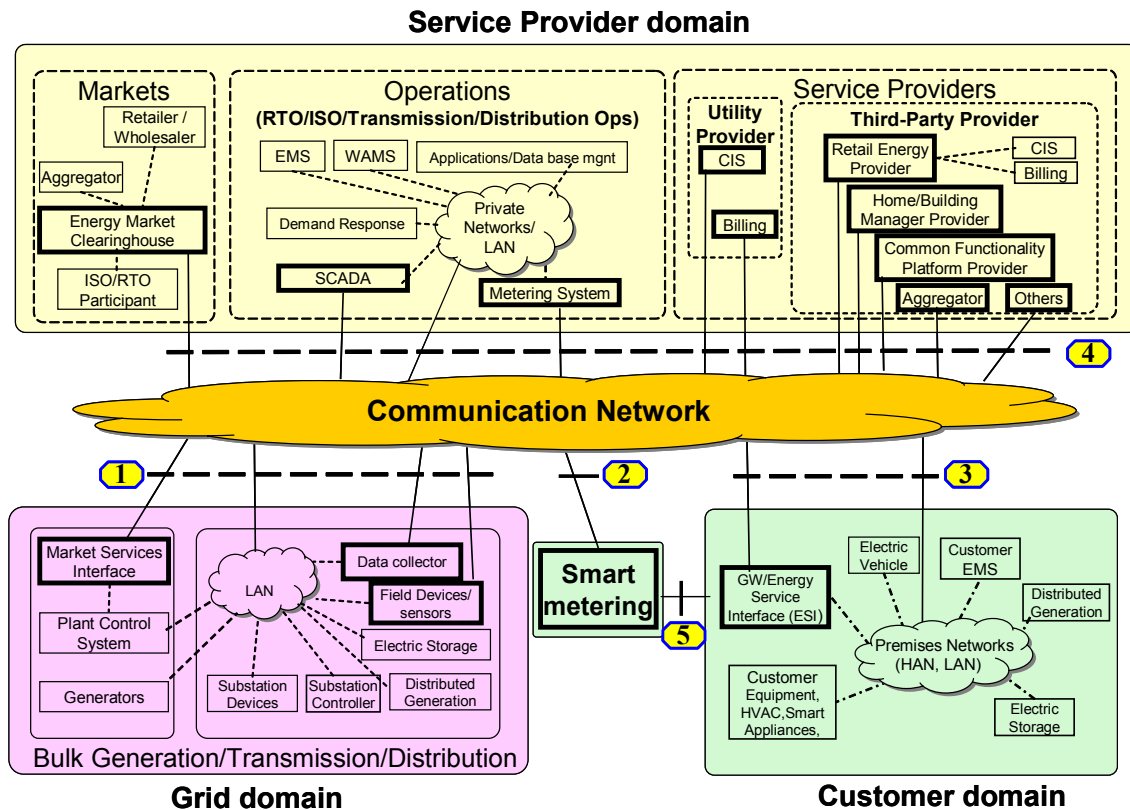 Service Provider domain
Markets
Retailer /
Wholesaler
Aggregator
Energy Market
Clearinghouse
ISO/RTO
Participant
Operations
(RTO/ISO/Transmission/Distribution Ops)
EMS
WAMS
Applications/Data base mgnt
Demand Response
Private
Networks/
LAN
SCADA
Metering System
Service Providers
Utility
Provider
CIS
Billing
Third-Party Provider
Retail Energy
Provider
CIS
Billing
Home/Building
Manager Provider
Common Functionality
Platform Provider
Aggregator
Others
4
Communication Network
1
2
3
Market Services
Interface
Plant Control
System
Generators
LAN
Data collector
Field Devices/
sensors
Electric Storage
Substation
Devices
Substation
Controller
Distributed
Generation
Bulk Generation/Transmission/Distribution
Grid domain
Smart
metering
5
GW/Energy
Service
Interface (ESI)
Electric
Vehicle
Customer
EMS
Distributed
Generation
Premises Networks
(HAN, LAN)
Customer
Equipment,
HVAC,Smart
Appliances,
Electric
Storage
Customer domain